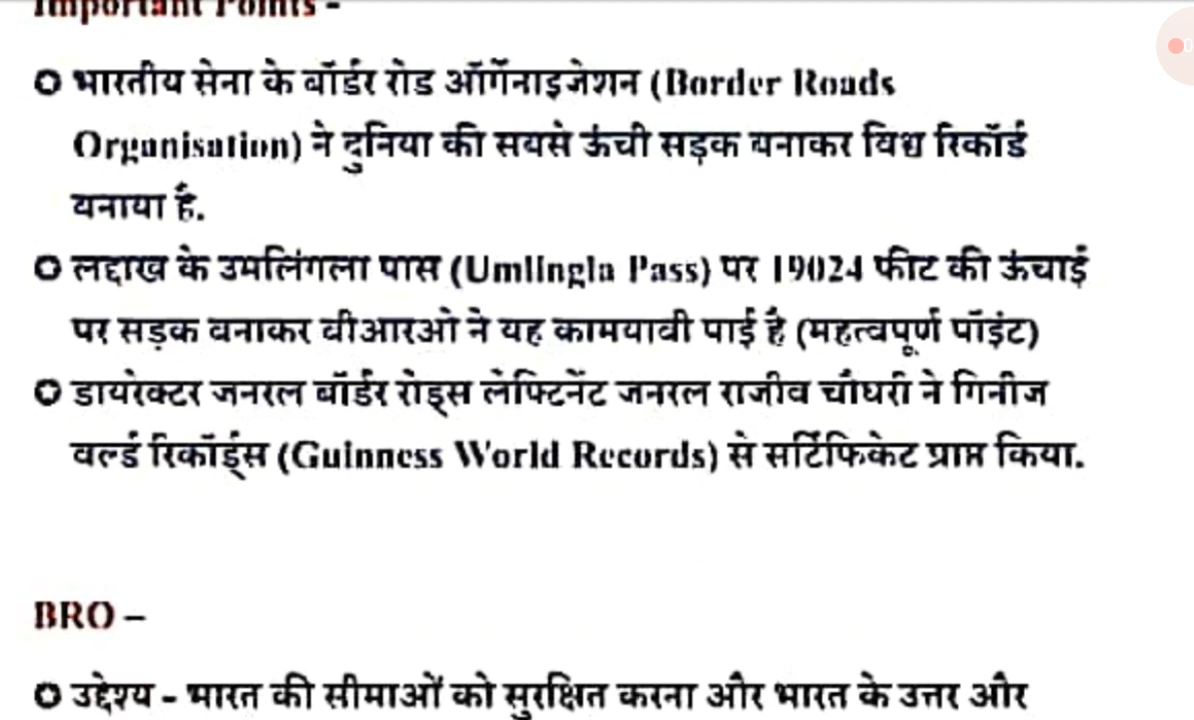 Important Points -
भारतीय सेना के बॉर्डर रोड ऑर्गेनाइजेशन (Border Roads
Organisation) ने दुनिया की सबसे ऊंची सड़क बनाकर विश्व रिकॉर्ड
बनाया है.
लद्दाख के उमलिंगला पास (Umlingla Pass) पर 19024 फीट की ऊंचाई
पर सड़क बनाकर बीआरओ ने यह कामयाबी पाई है (महत्वपूर्ण पॉइंट)
डायरेक्टर जनरल बॉर्डर रोड्स लेफ्टिनेंट जनरल राजीव चौधरी ने गिनीज
वर्ल्ड रिकॉर्ड्स (Guinness World Records) से सर्टिफिकेट प्राप्त किया.
BRO –
उद्देश्य - भारत की सीमाओं को सुरक्षित करना और भारत के उत्तर और